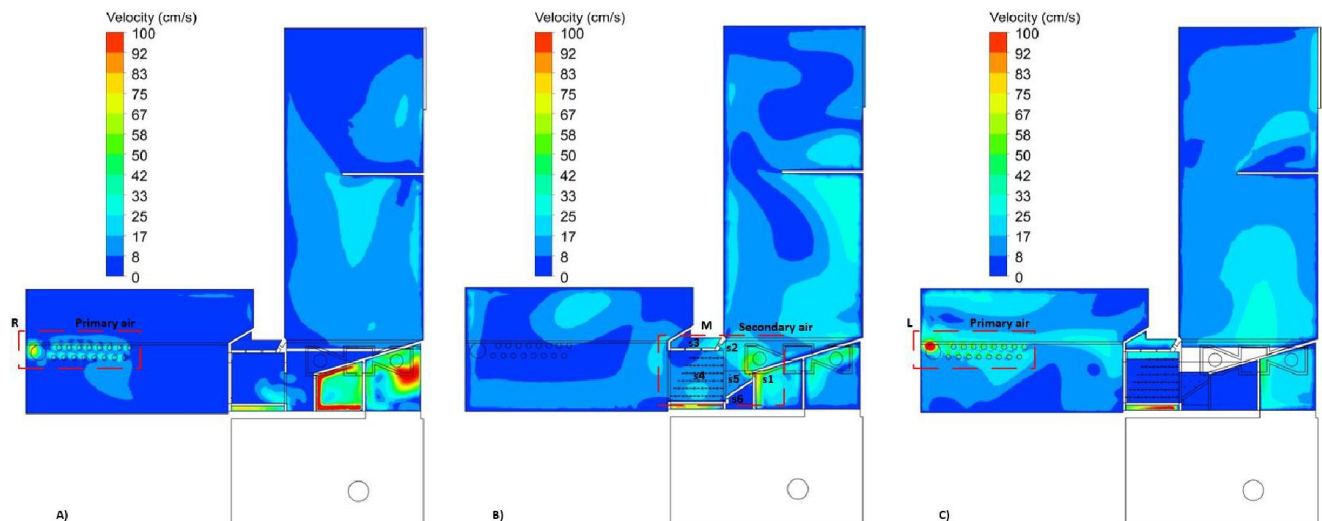 Velocity (cm/s)
100
92
83
75
67
58
50
42
33
25
17
8
0
R
Primary air
A)
Velocity (cm/s)
100
92
83
75
67
58
50
42
33
25
17
8
0
M
Secondary air
s3
s2
s4
s5
s1
s6
B)
Velocity (cm/s)
100
92
83
75
67
58
50
42
33
25
17
8
0
L
Primary air
C)